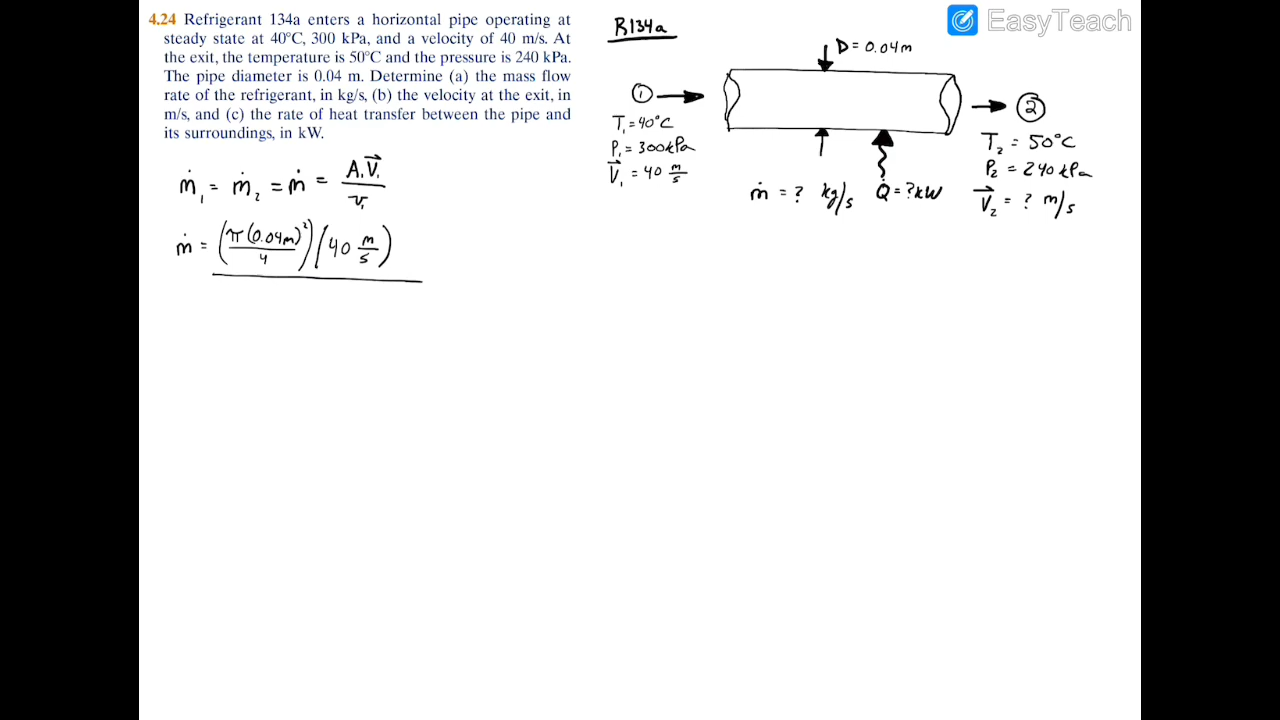 4.24 Refrigerant 134a enters a horizontal pipe operating at
steady state at 40°C, 300 kPa, and a velocity of 40 m/s. At
the exit, the temperature is 50°C and the pressure is 240 kPa.
The pipe diameter is 0.04 m. Determine (a) the mass flow
rate of the refrigerant, in kg/s, (b) the velocity at the exit, in
m/s, and (c) the rate of heat transfer between the pipe and
its surroundings, in kW.
ṁ₁ = ṁ₂ = ṁ = A₁V⃗₁ / v₁
ṁ = (π(0.04m)² / 4)(40 m/s)
R134a
D = 0.04m
①
T₁ = 40°C
P₁ = 300kPa
V⃗₁ = 40 m/s
ṁ = ? kg/s
Q̇ = ? kW
②
T₂ = 50°C
P₂ = 240 kPa
V⃗₂ = ? m/s
EasyTeach